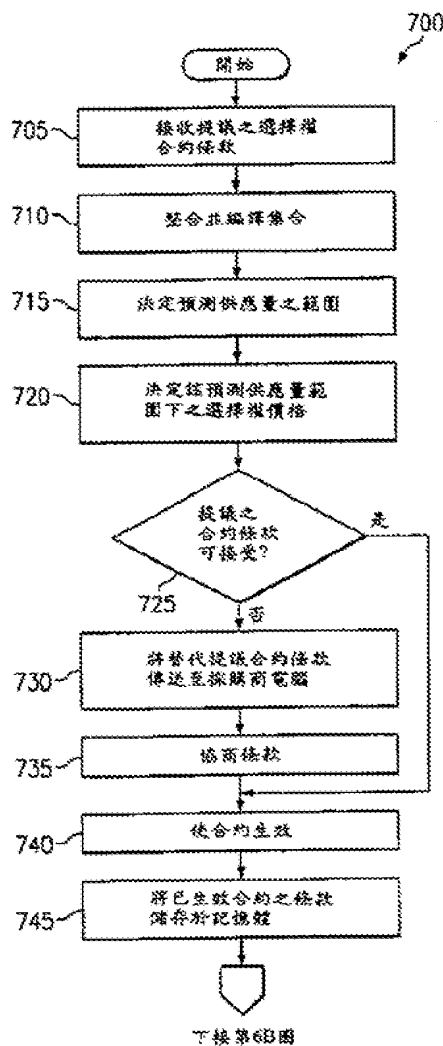 700
開始
705
接收提議之選擇權
合約條款
710
整合並編譯集合
715
決定預測供應量之範圍
720
決定該預測供應量範
圍下之選擇權價格
提議之
合約條款
可接受?
725
是
否
730
將替代提議合約條款
傳送至採購商電腦
735
協商條款
740
使合約生效
745
將已生效合約之條款
儲存於記憶體
下接第6B圖